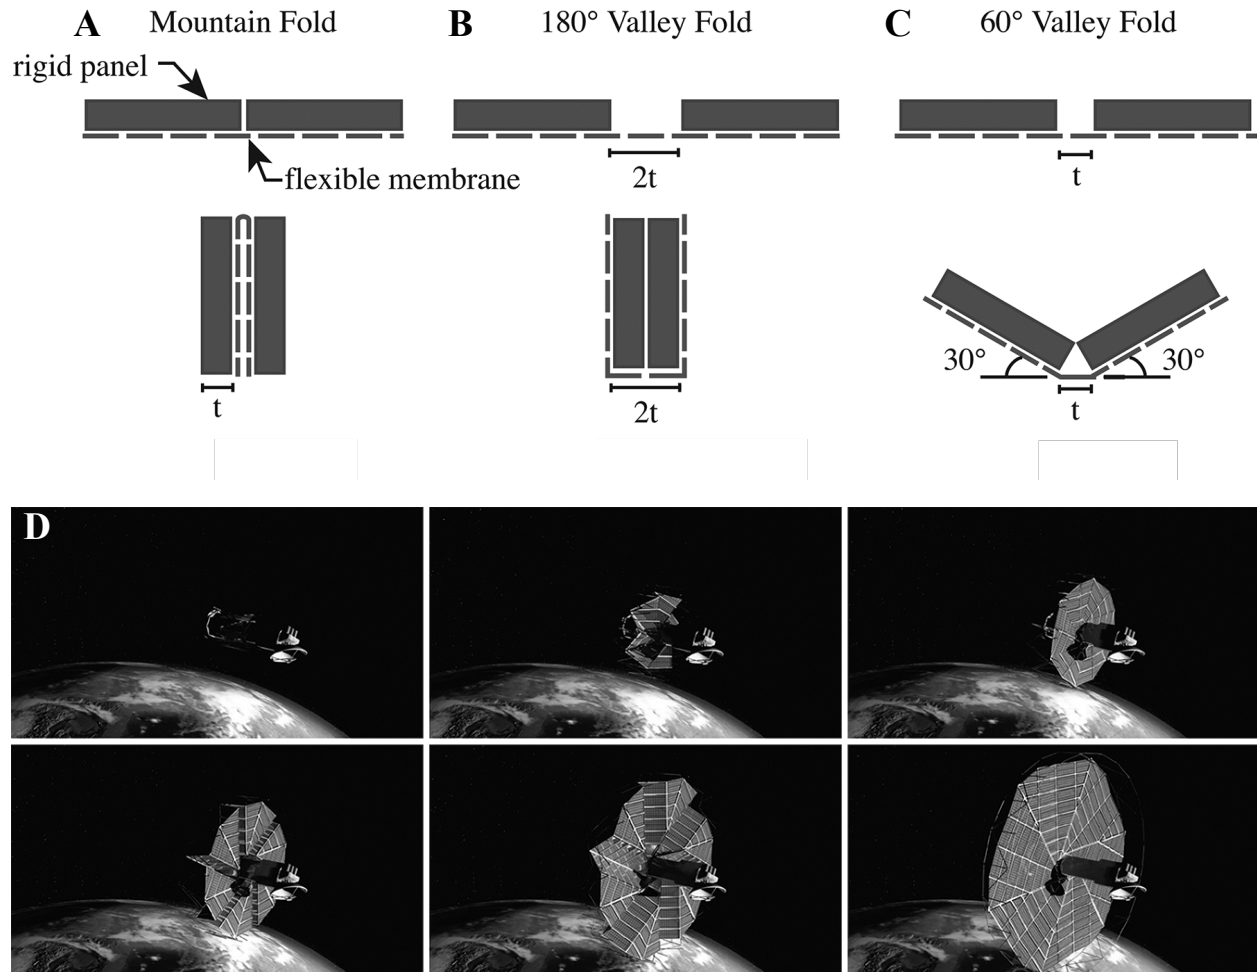 A Mountain Fold
B 180° Valley Fold
C 60° Valley Fold
rigid panel
flexible membrane
2t
t
t
2t
30°
30°
t
D